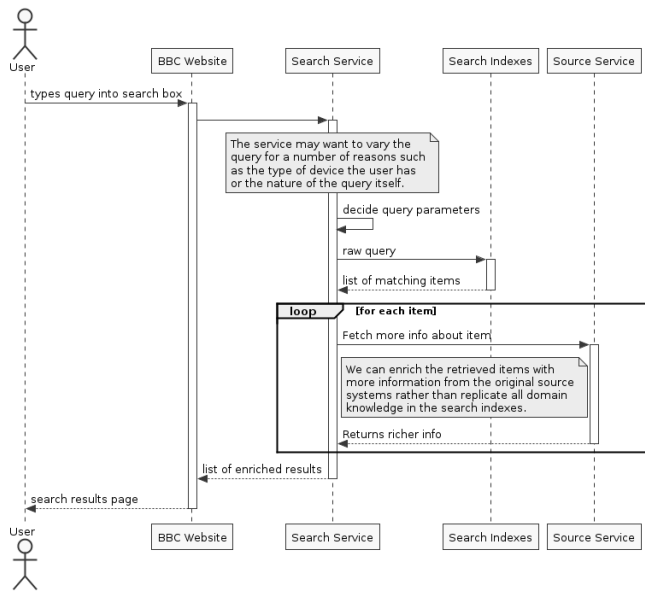 User
BBC Website
Search Service
Search Indexes
Source Service
types query into search box
The service may want to vary the
query for a number of reasons such
as the type of device the user has
or the nature of the query itself.
decide query parameters
raw query
list of matching items
loop
[for each item]
Fetch more info about item
We can enrich the retrieved items with
more information from the original source
systems rather than replicate all domain
knowledge in the search indexes.
Returns richer info
list of enriched results
search results page
User
BBC Website
Search Service
Search Indexes
Source Service